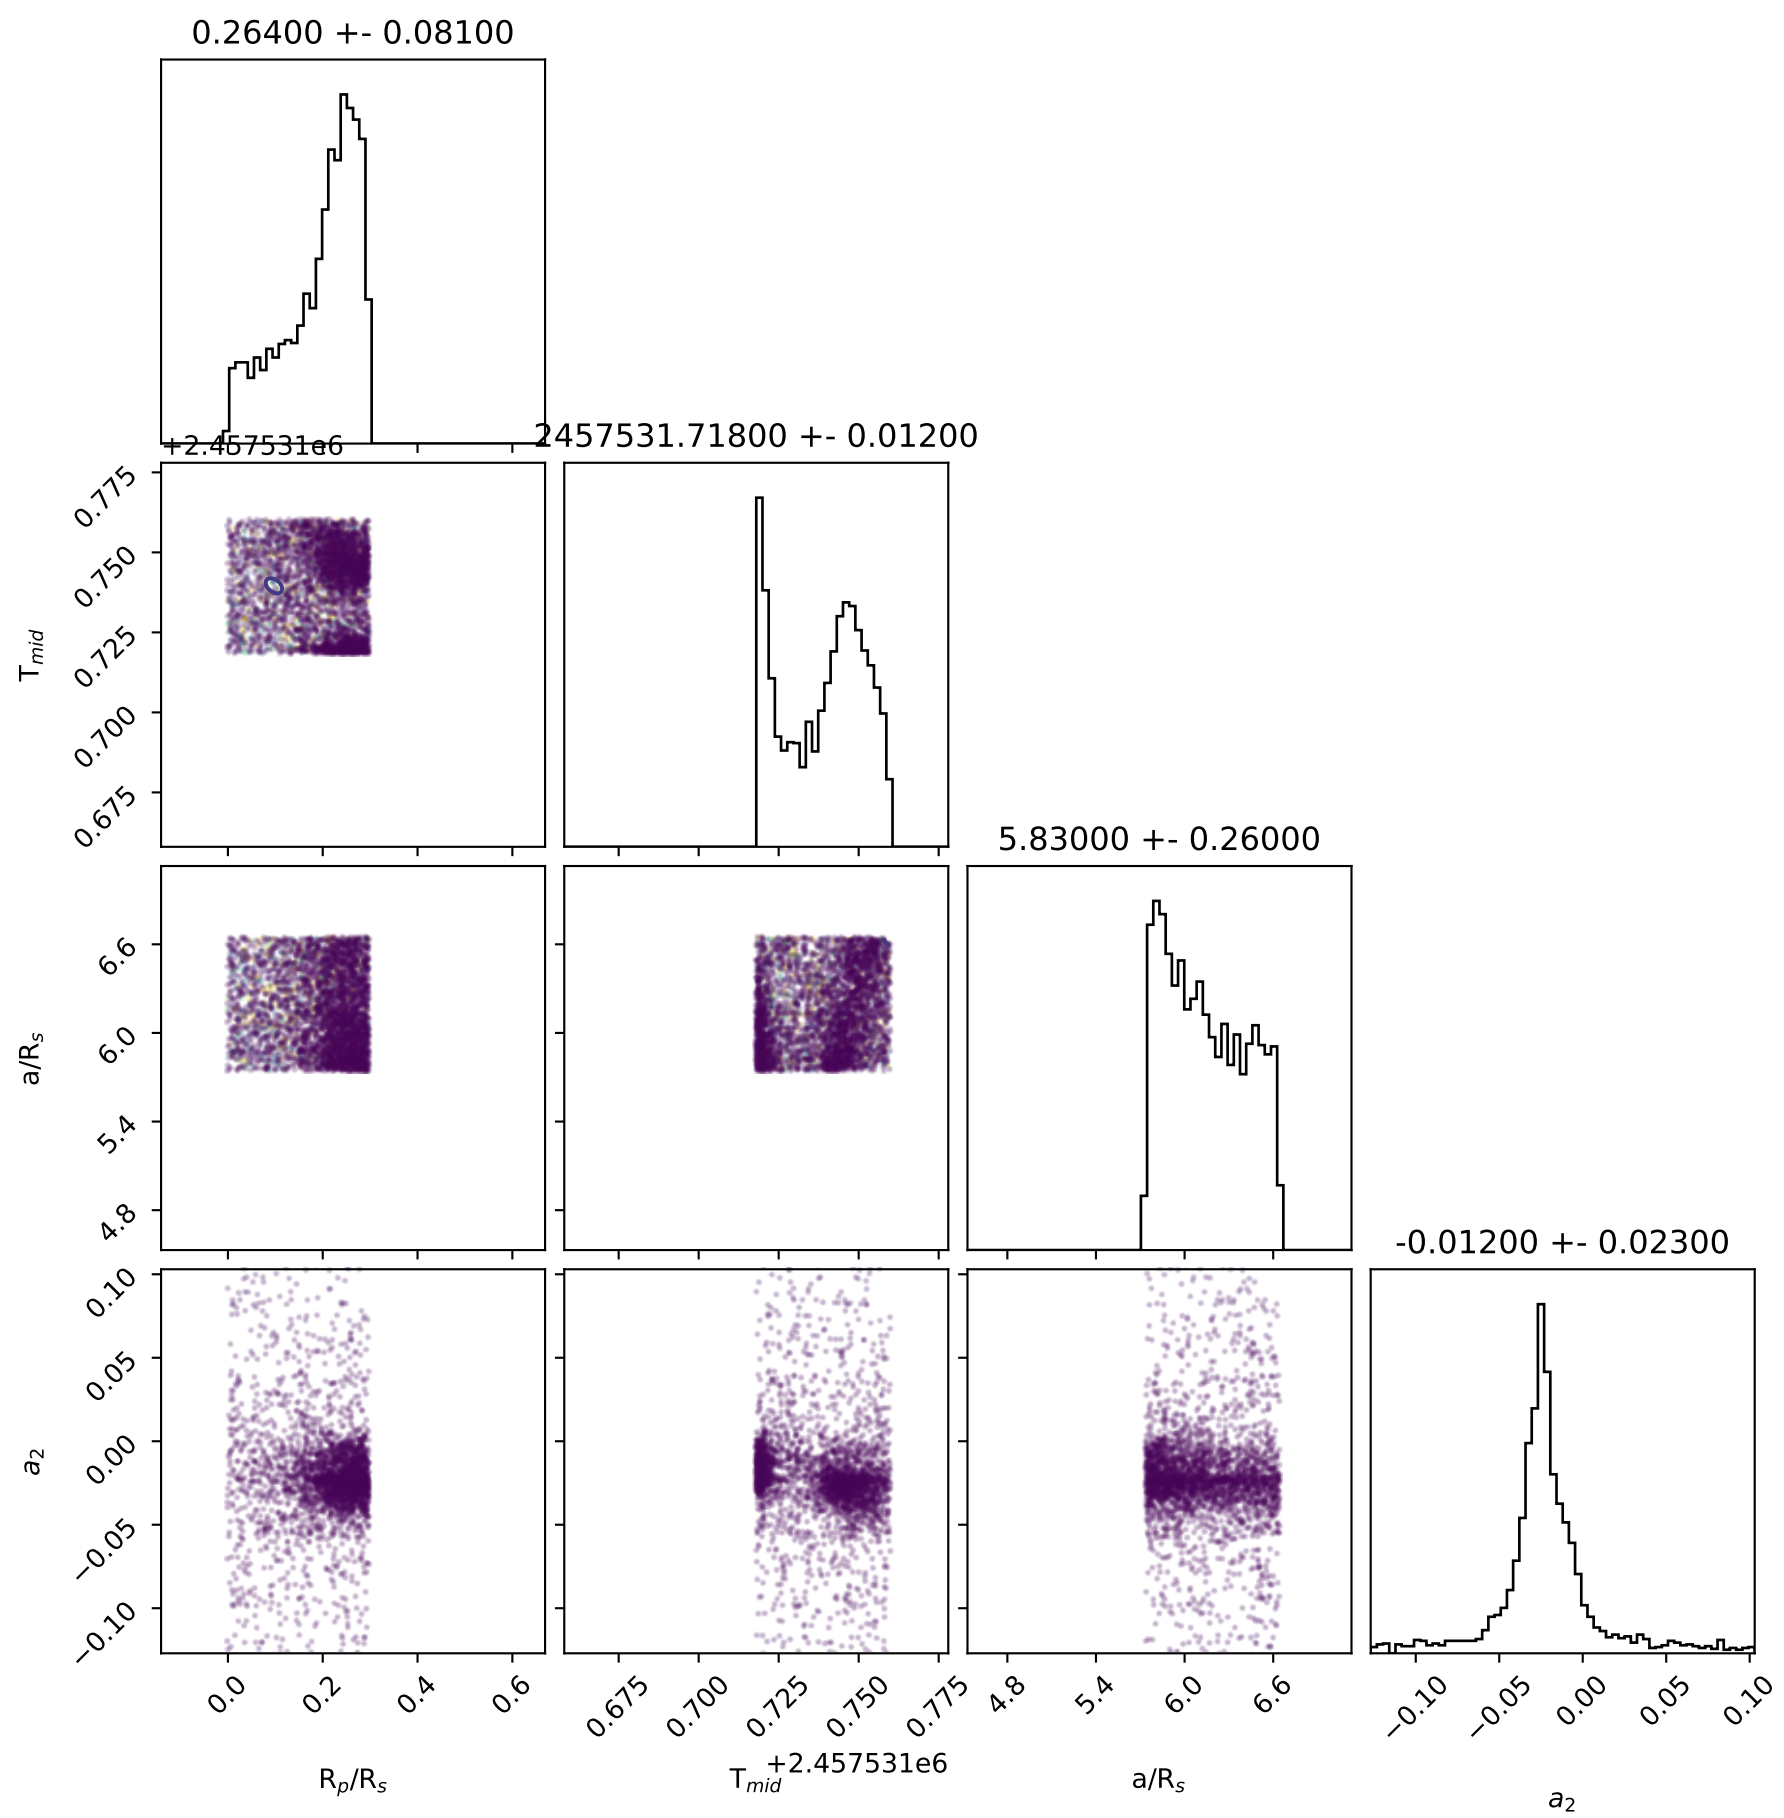 0.26400 +- 0.08100
+2.457531e6
2457531.71800 +- 0.01200
0.775
0.750
0.725
0.700
0.675
T_mid
5.83000 +- 0.26000
6.6
6.0
5.4
4.8
a/R_s
-0.01200 +- 0.02300
0.10
0.05
0.00
−0.05
−0.10
a_2
0.0 0.2 0.4 0.6
0.675 0.700 0.725 0.750 0.775
4.8 5.4 6.0 6.6
−0.10 −0.05 0.00 0.05 0.10
+2.457531e6
R_p/R_s
T_mid
a/R_s
a_2